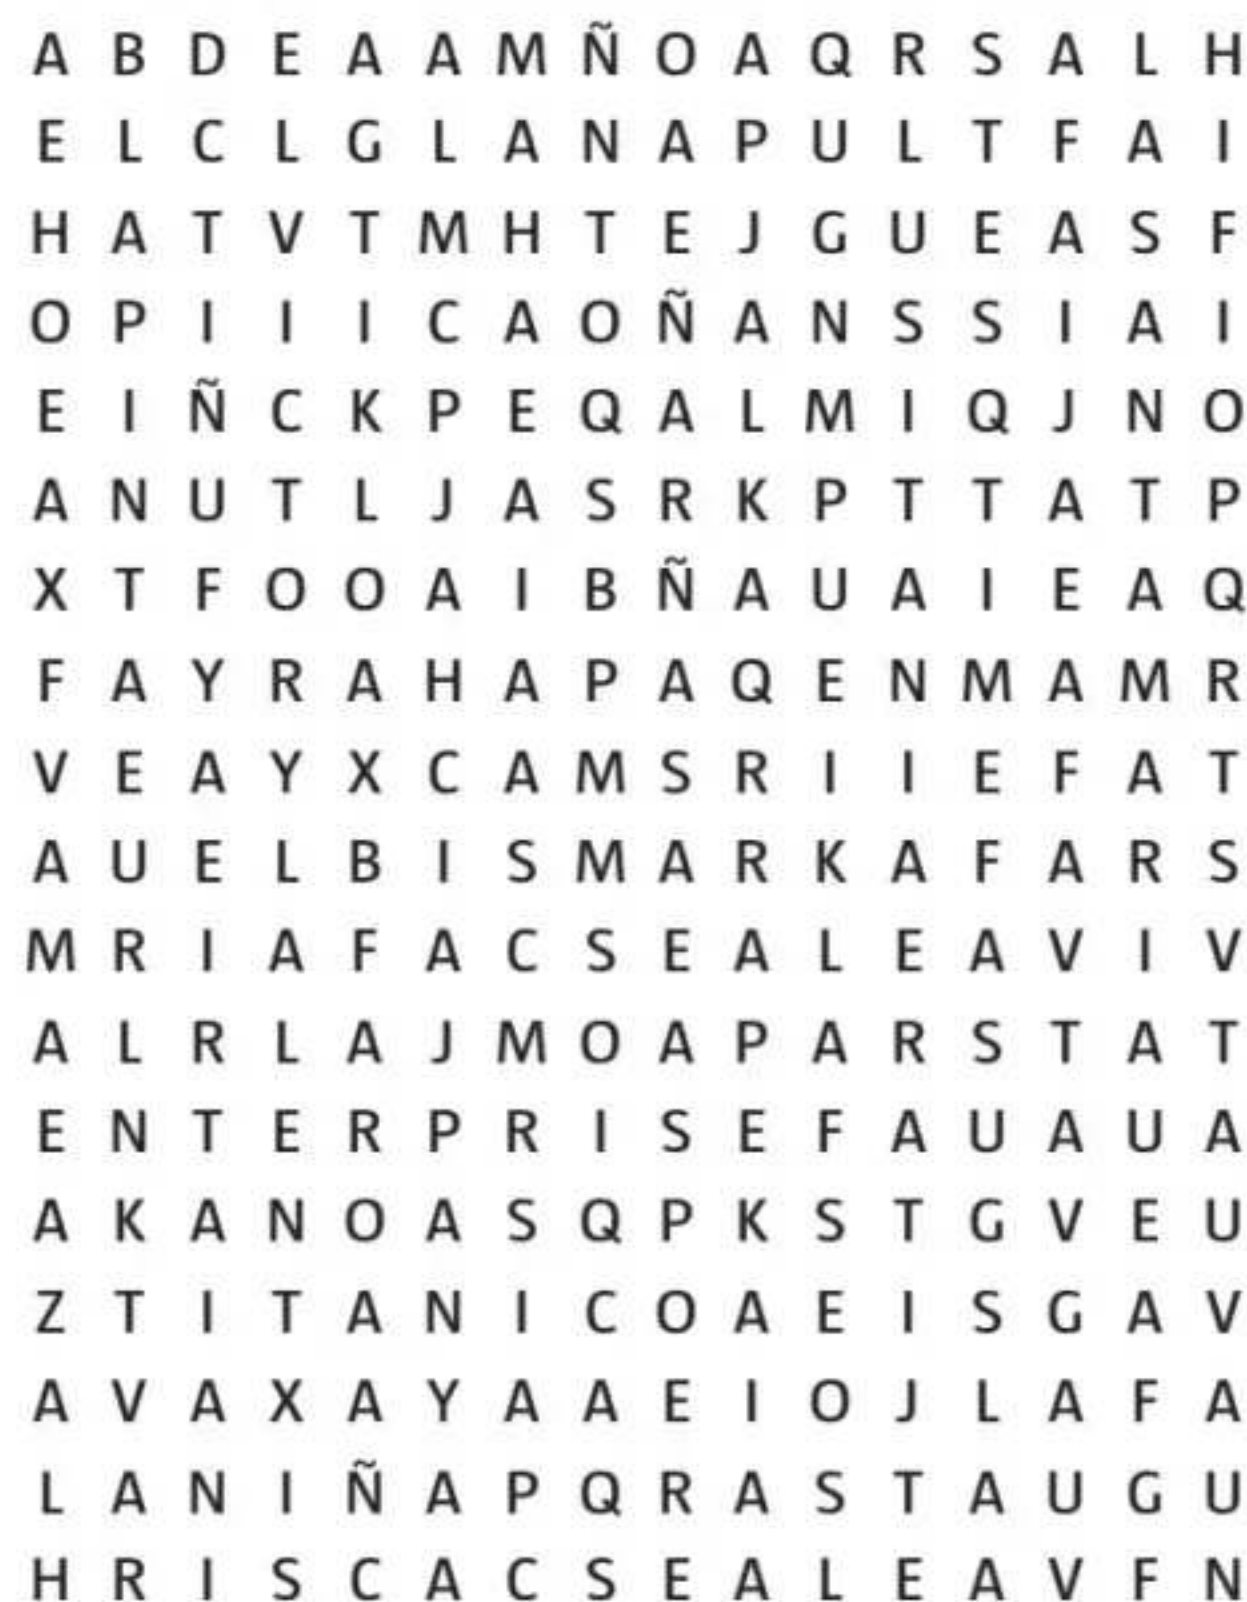 A B D E A A M Ñ O A Q R S A L H
E L C L G L A N A P U L T F A I
H A T V T M H T E J G U E A S F
O P I I I C A O Ñ A N S S I A I
E I Ñ C K P E Q A L M I Q J N O
A N U T L J A S R K P T T A T P
X T F O O A I B Ñ A U A I E A Q
F A Y R A H A P A Q E N M A M R
V E A Y X C A M S R I I E F A T
A U E L B I S M A R K A F A R S
M R I A F A C S E A L E A V I V
A L R L A J M O A P A R S T A T
E N T E R P R I S E F A U A U A
A K A N O A S Q P K S T G V E U
Z T I T A N I C O A E I S G A V
A V A X A Y A A E I O J L A F A
L A N I Ñ A P Q R A S T A U G U
H R I S C A C S E A L E A V F N